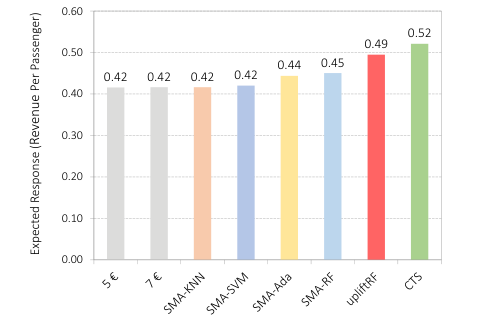 Expected Response (Revenue Per Passenger)
0.60
0.50
0.40
0.30
0.20
0.10
0.00
0.42
0.42
0.42
0.42
0.44
0.45
0.49
0.52
5 €
7 €
SMA-KNN
SMA-SVM
SMA-Ada
SMA-RF
upliftRF
CTS